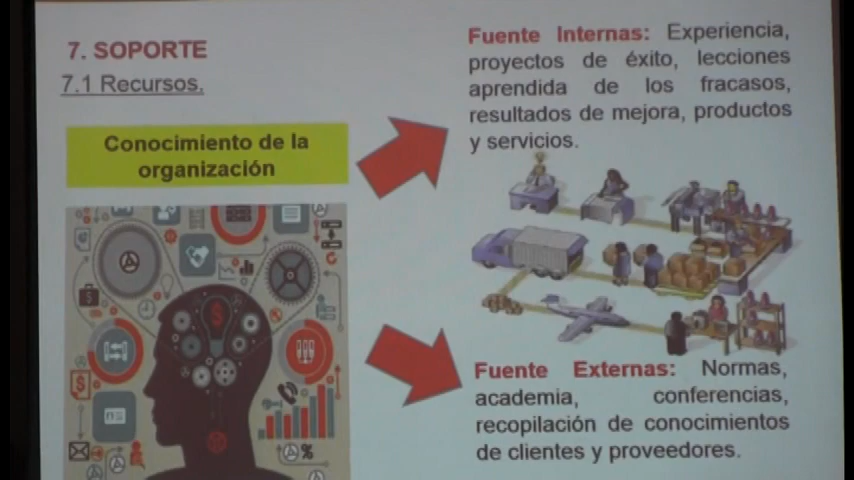 7. SOPORTE
7.1 Recursos.
Conocimiento de la
organización
Fuente Internas: Experiencia,
proyectos de éxito, lecciones
aprendida de los fracasos,
resultados de mejora, productos
y servicios.
Fuente Externas: Normas,
academia, conferencias,
recopilación de conocimientos
de clientes y proveedores.